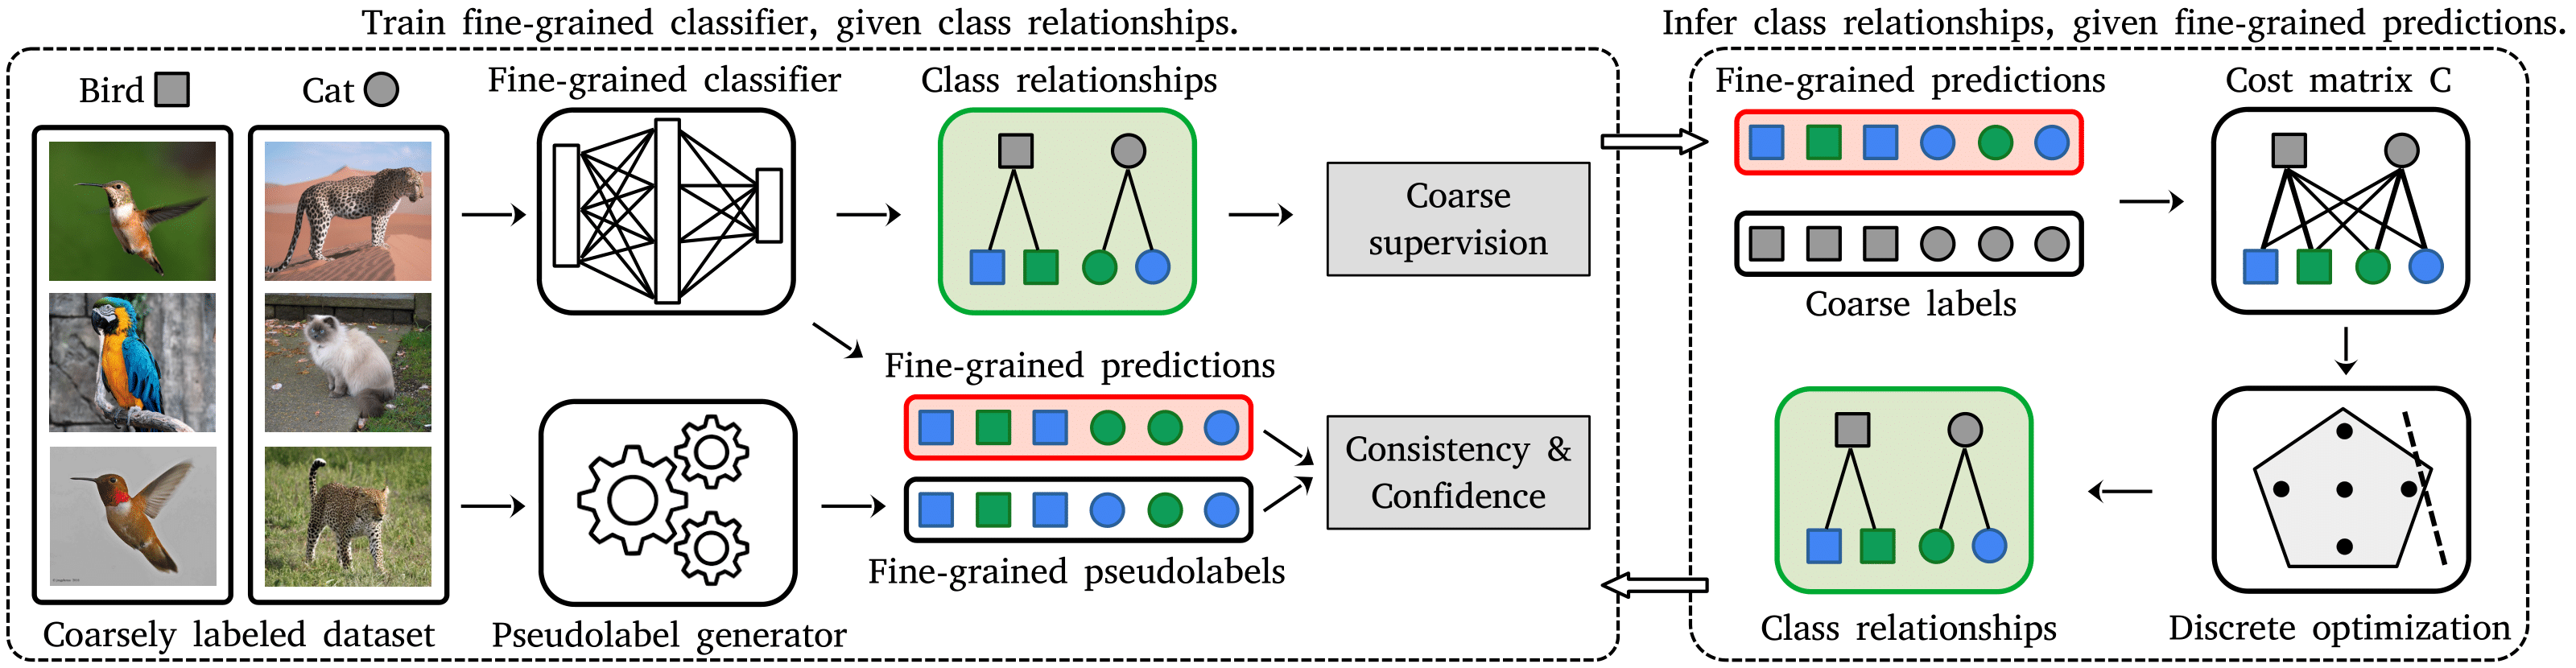 Train fine-grained classifier, given class relationships.
Bird
Cat
Fine-grained classifier
Class relationships
Coarse
supervision
Fine-grained predictions
Consistency &
Confidence
Fine-grained pseudolabels
Coarsely labeled dataset
Pseudolabel generator
Infer class relationships, given fine-grained predictions.
Fine-grained predictions
Cost matrix C
Coarse labels
Class relationships
Discrete optimization